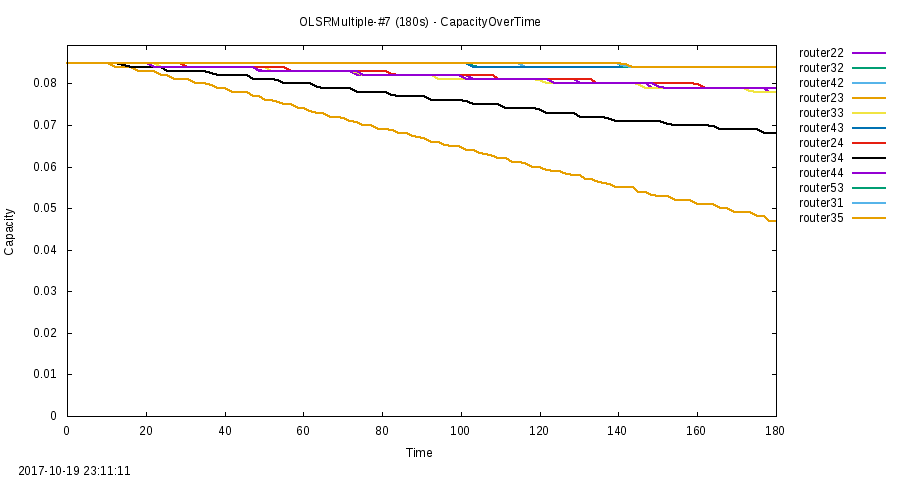 OLSRMultiple-#7 (180s) - CapacityOverTime
router22
router32
router42
router23
router33
router43
router24
router34
router44
router53
router31
router35
Capacity
0.08
0.07
0.06
0.05
0.04
0.03
0.02
0.01
0
0 20 40 60 80 100 120 140 160 180
Time
2017-10-19 23:11:11